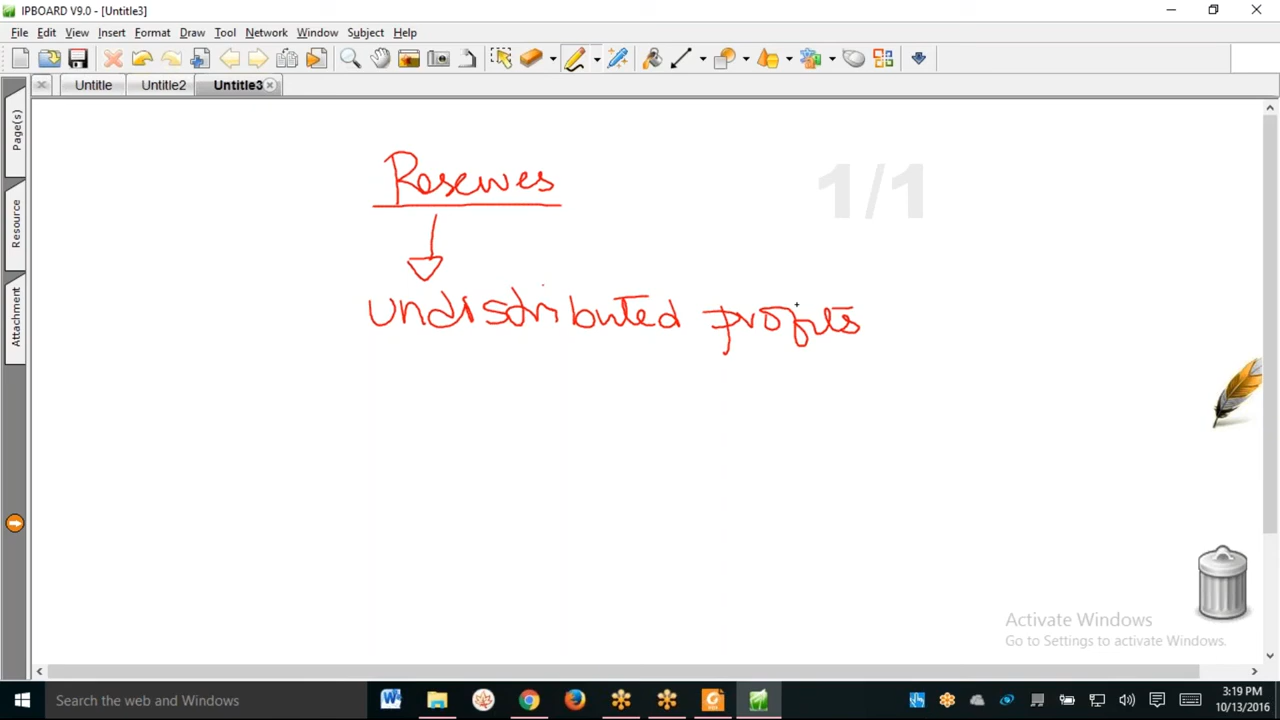 IPBOARD V9.0 - [Untitle3]
File Edit View Insert Format Draw Tool Network Window Subject Help
Untitle Untitle2 Untitle3
Page(s)
Resource
Attachment
1/1
Reserves
undistributed profits
Activate Windows
Go to Settings to activate Windows.
Search the web and Windows
3:19 PM
10/13/2016